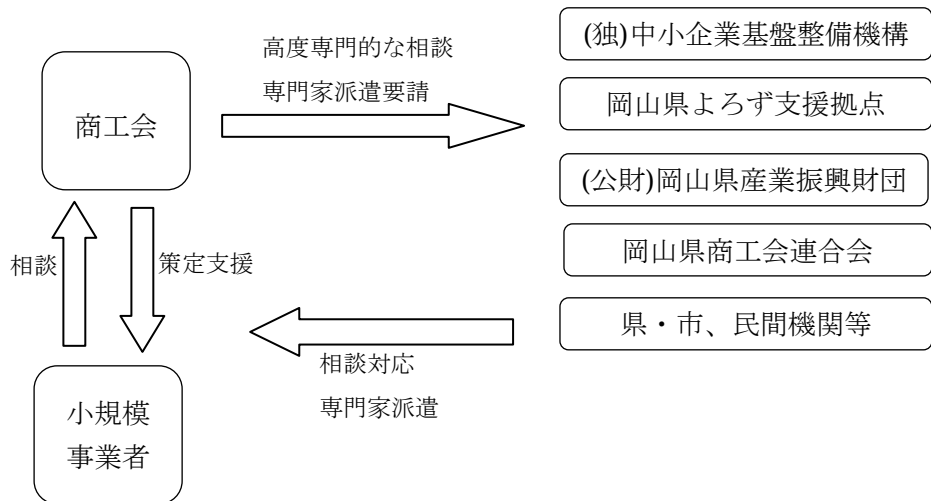 高度専門的な相談
専門家派遣要請
商工会
(独)中小企業基盤整備機構
岡山県よろず支援拠点
(公財)岡山県産業振興財団
岡山県商工会連合会
県・市、民間機関等
相談
策定支援
相談対応
専門家派遣
小規模
事業者